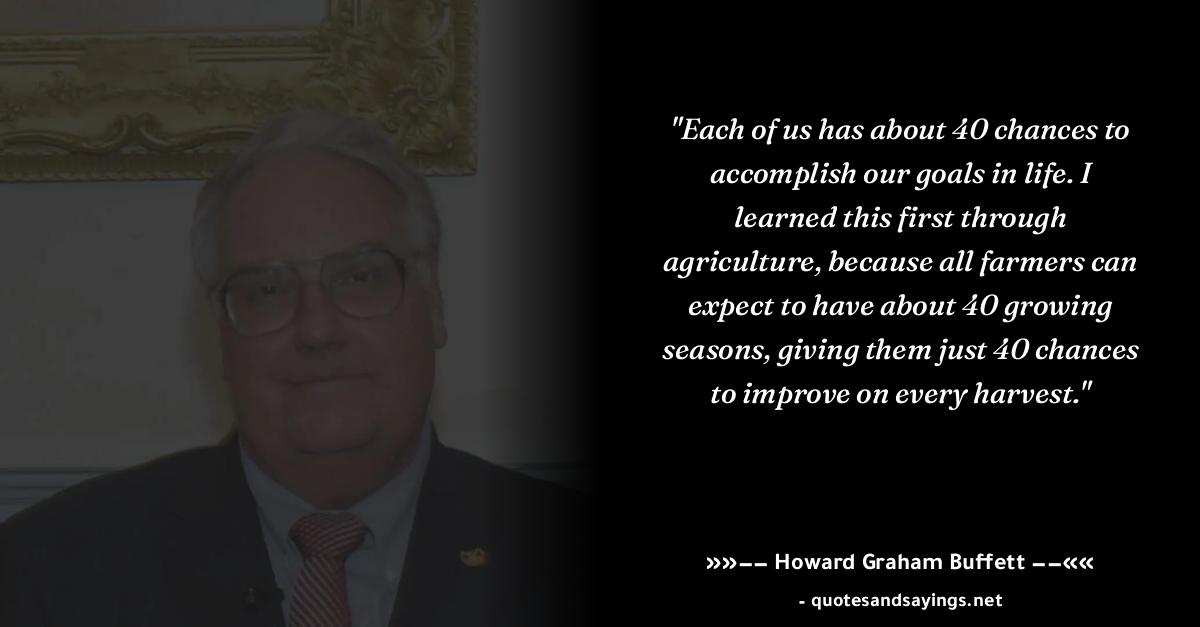 "Each of us has about 40 chances to
accomplish our goals in life. I
learned this first through
agriculture, because all farmers can
expect to have about 40 growing
seasons, giving them just 40 chances
to improve on every harvest."
»»−− Howard Graham Buffett −−««
- quotesandsayings.net